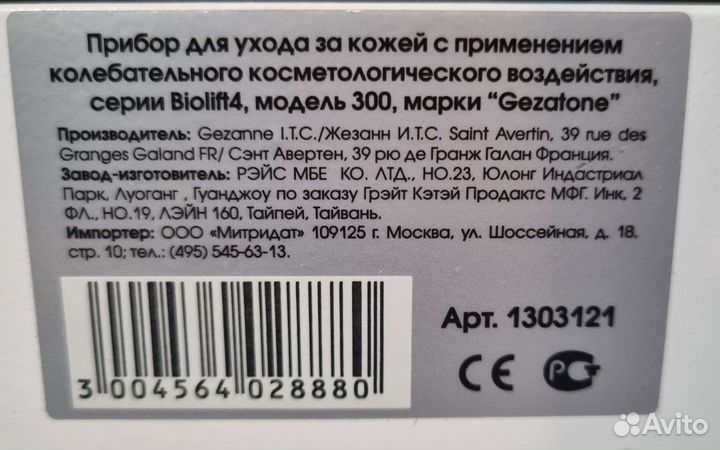 Прибор для ухода за кожей с применением
колебательного косметологического воздействия,
серии Biolift4, модель 300, марки "Gezatone"
Производитель: Gezanne I.T.C./Жезанн И.Т.С. Saint Avertin, 39 rue des
Granges Galand FR/ Сэнт Авертен, 39 рю де Гранж Галан Франция.
Завод-изготовитель: РЭЙС МБЕ КО. ЛТД., НО.23, Юлонг Индастриал
Парк, Луоганг , Гуанджоу по заказу Грэйт Кэтэй Продактс МФГ. Инк, 2
ФЛ., НО.19, ЛЭЙН 160, Тайпей, Тайвань.
Импортер: ООО «Митридат» 109125 г. Москва, ул. Шоссейная, д. 18,
стр. 10; тел.: (495) 545-63-13.
3 004564 028880
Арт. 1303121
CE РСТ
Avito